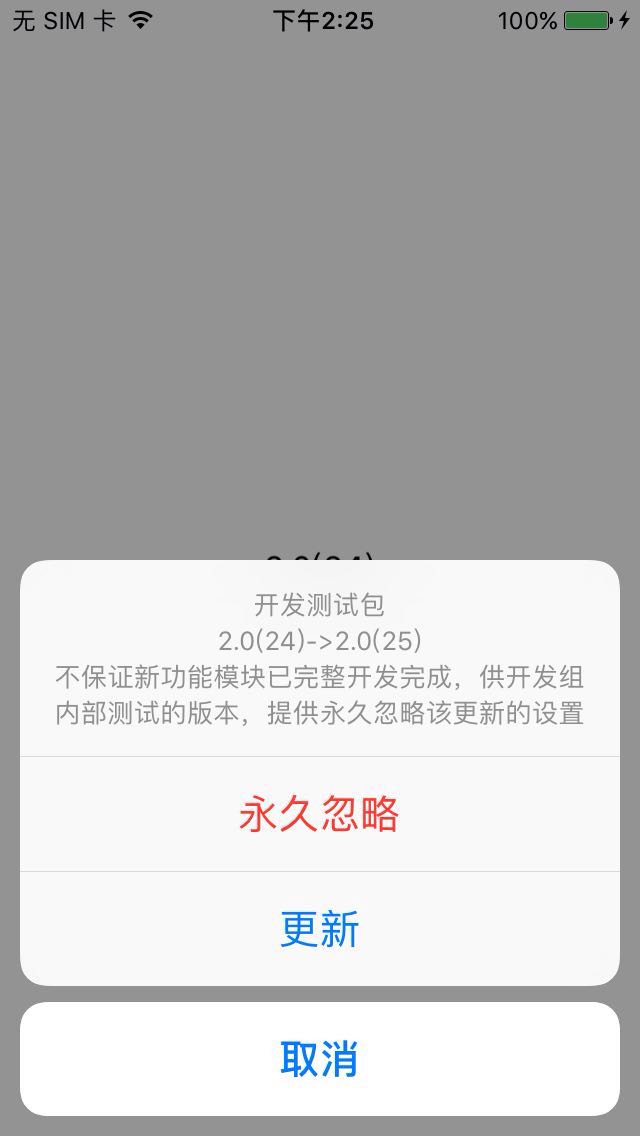 无 SIM 卡 下午2:25 100%
开发测试包
2.0(24)->2.0(25)
不保证新功能模块已完整开发完成，供开发组
内部测试的版本，提供永久忽略该更新的设置
永久忽略
更新
取消